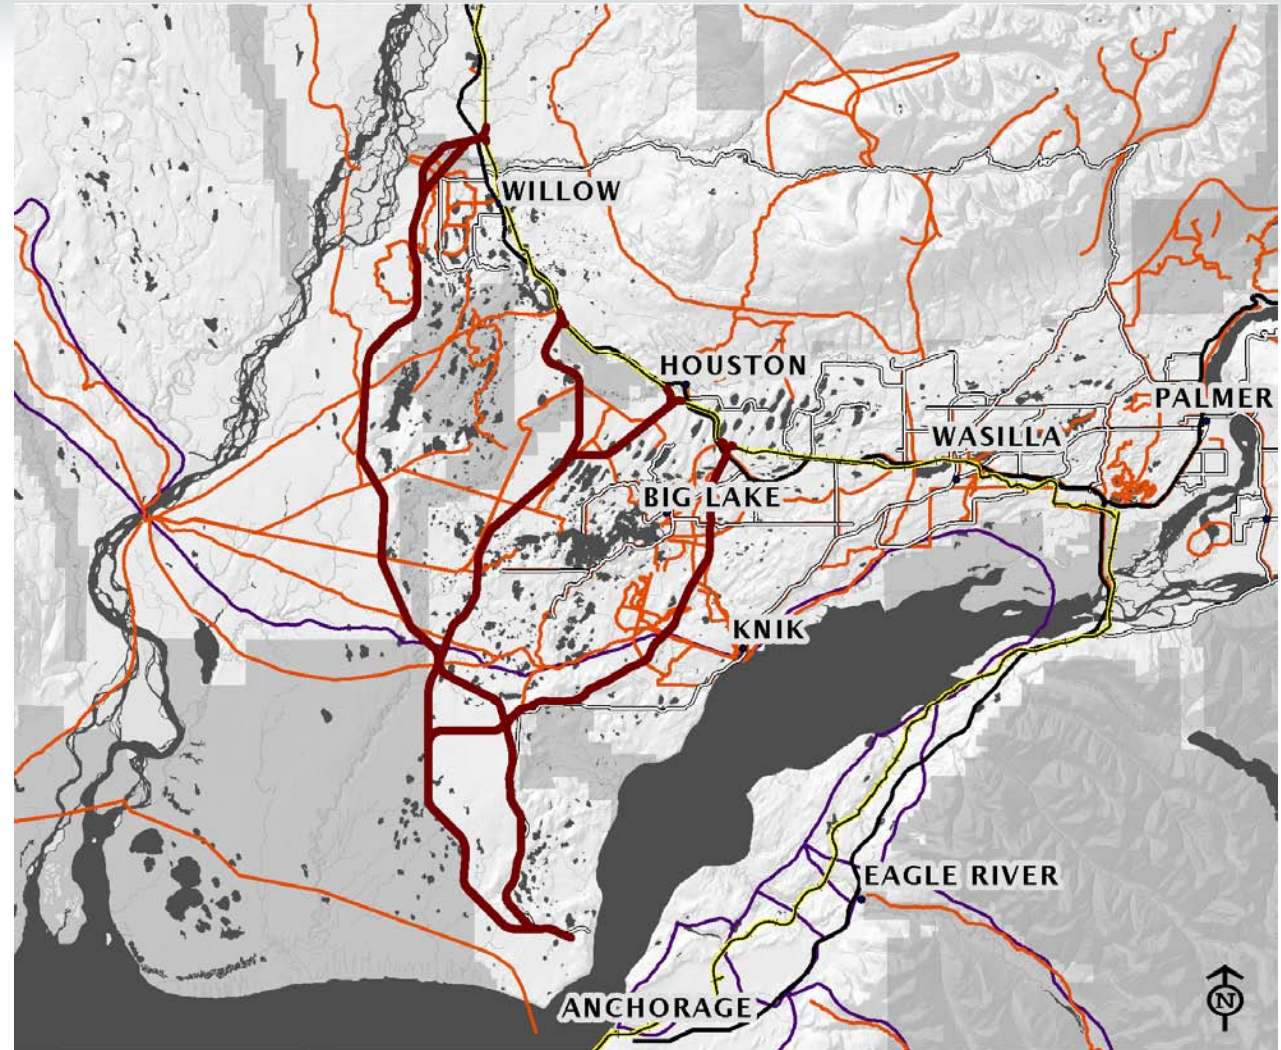 WILLOW
HOUSTON
PALMER
WASILLA
BIG LAKE
KNIK
EAGLE RIVER
ANCHORAGE
N